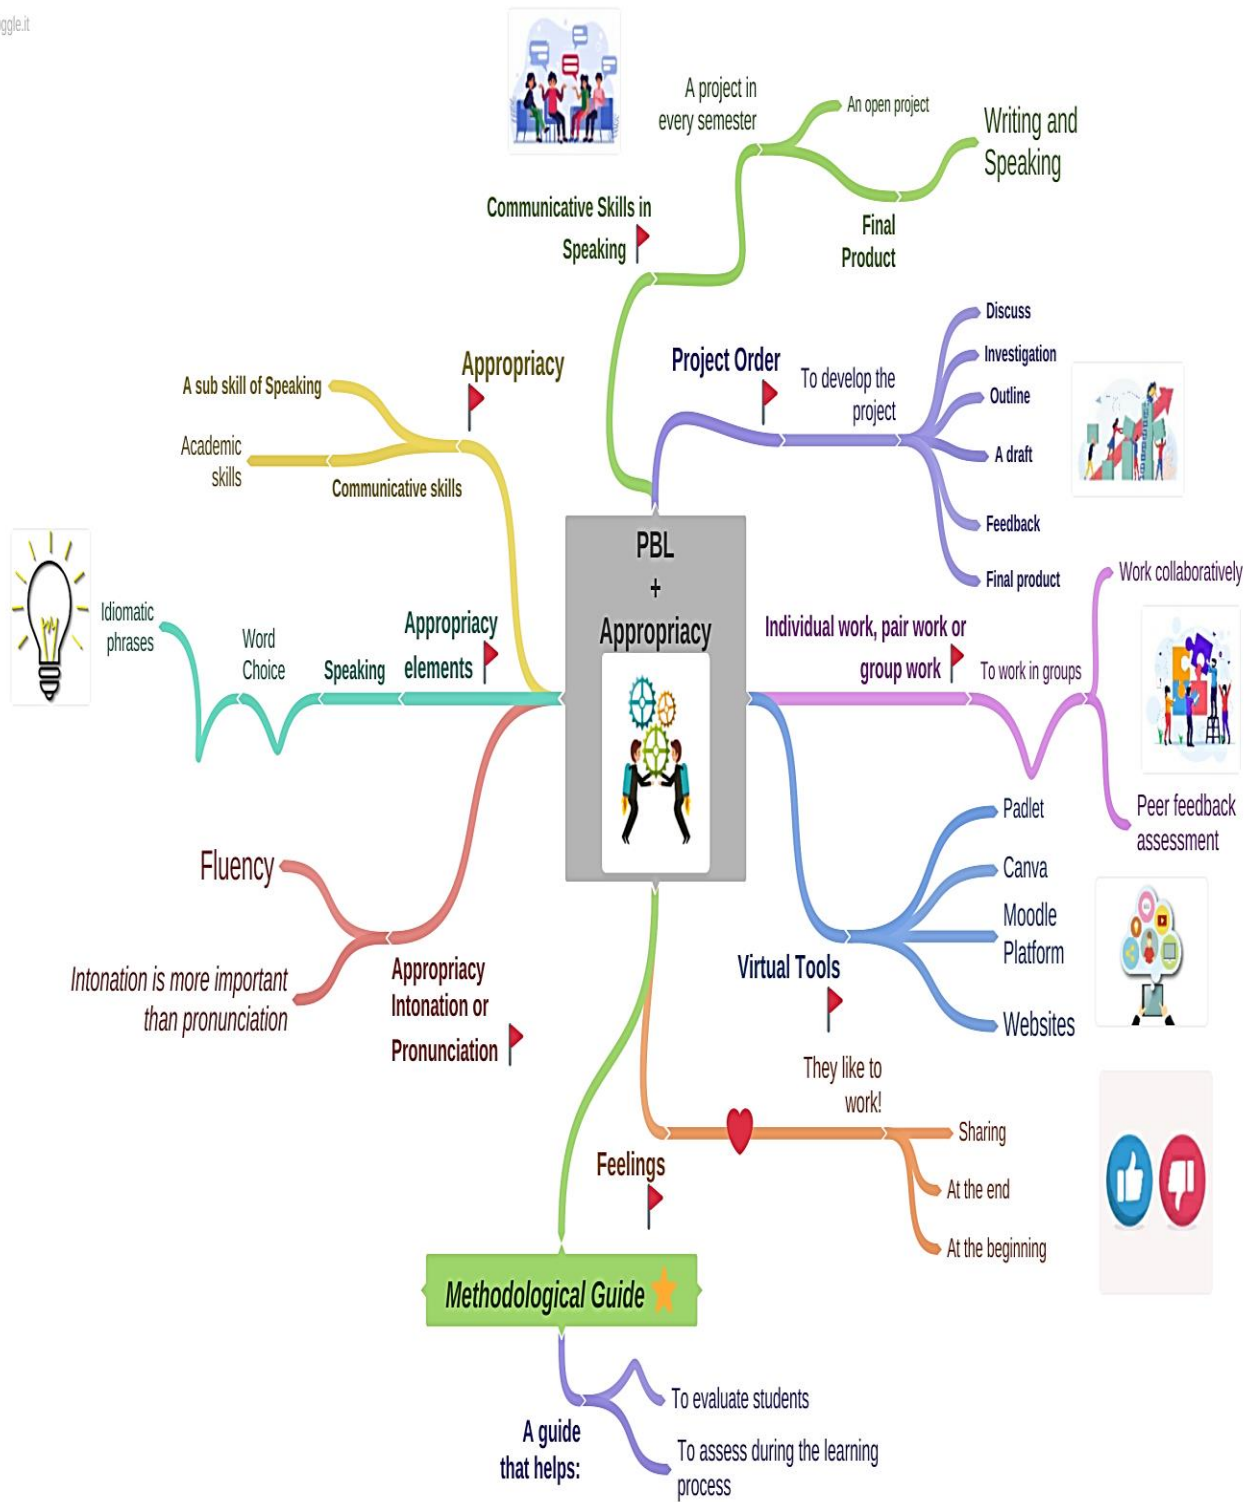 ggle.it
A project in
every semester
An open project
Writing and
Speaking
Final
Product
Communicative Skills in
Speaking
Project Order
To develop the
project
Discuss
Investigation
Outline
A draft
Feedback
Final product
Appropriacy
A sub skill of Speaking
Academic
skills
Communicative skills
PBL
+
Appropriacy
Appropriacy
elements
Speaking
Word
Choice
Idiomatic
phrases
Individual work, pair work or
group work
To work in groups
Work collaboratively
Peer feedback
assessment
Fluency
Intonation is more important
than pronunciation
Appropriacy
Intonation or
Pronunciation
Virtual Tools
Padlet
Canva
Moodle
Platform
Websites
Feelings
They like to
work!
Sharing
At the end
At the beginning
Methodological Guide
A guide
that helps:
To evaluate students
To assess during the learning
process